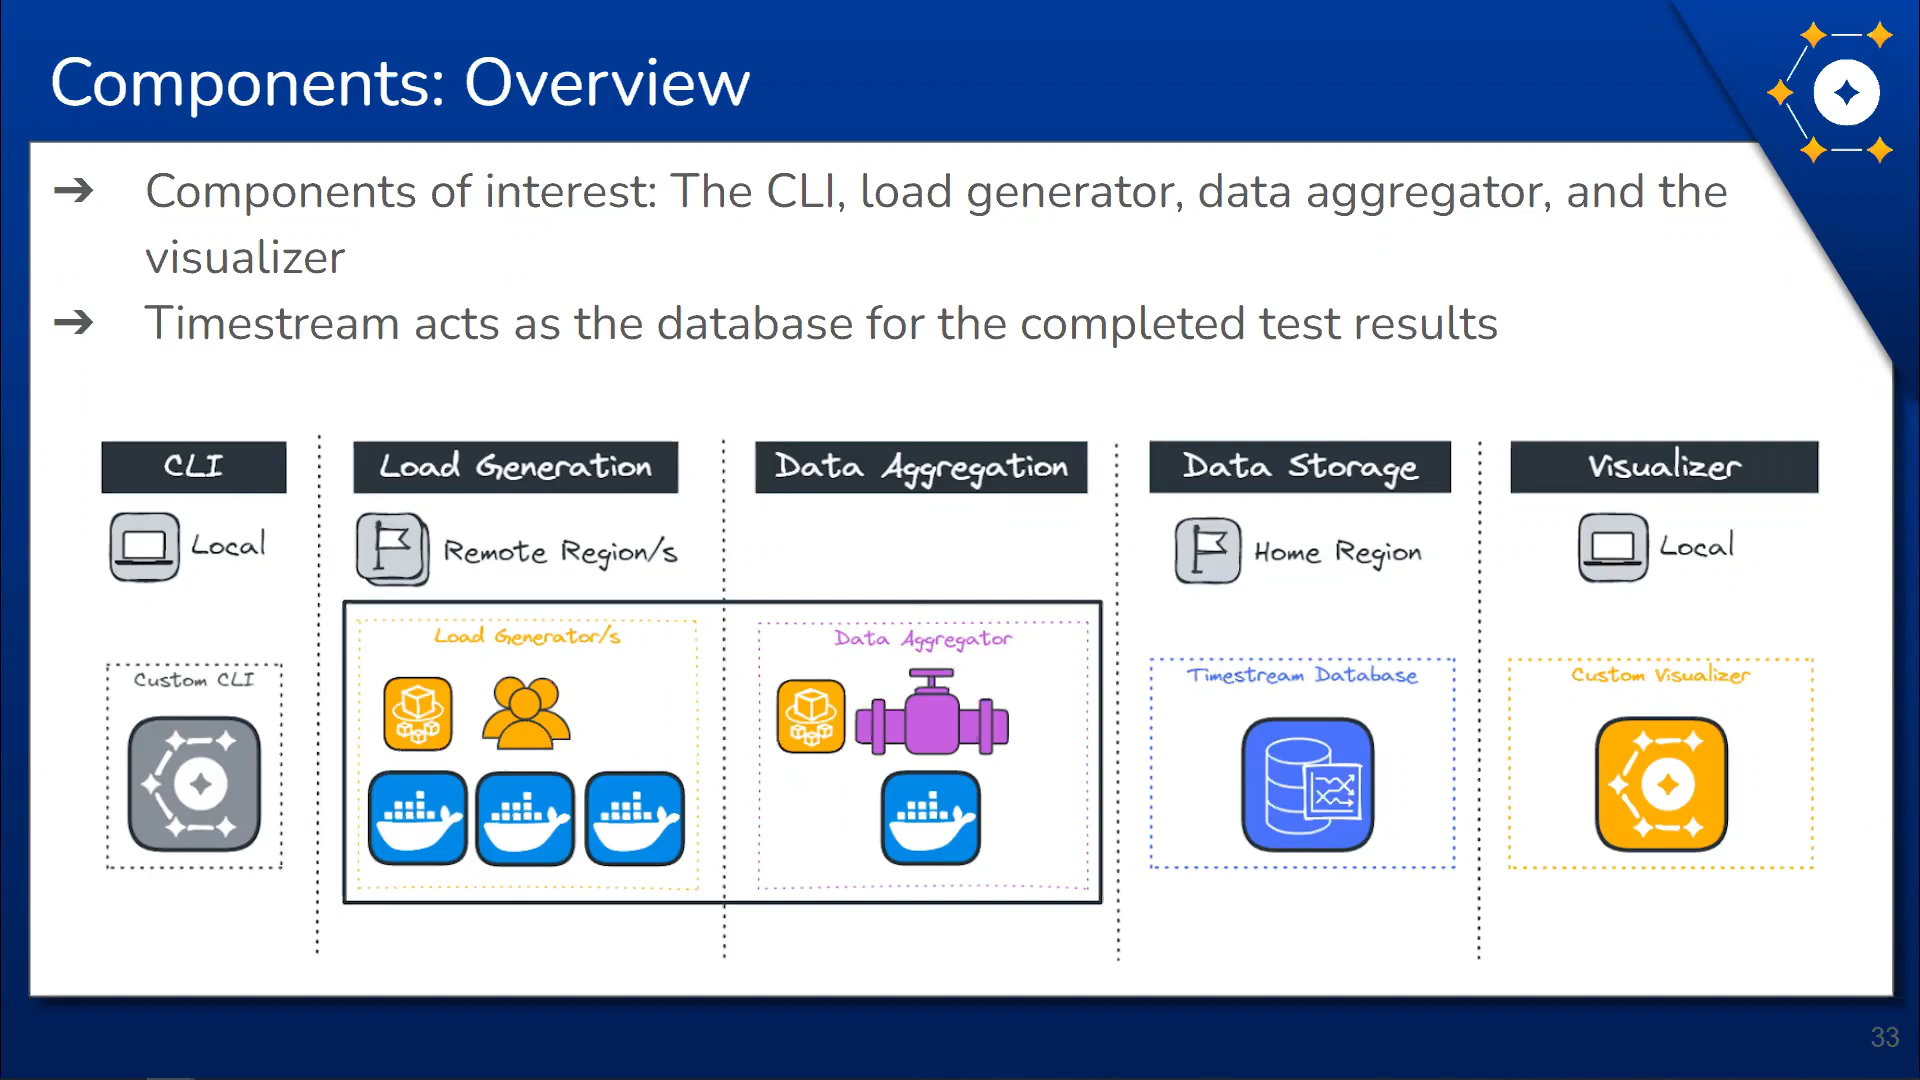 Components: Overview
→ Components of interest: The CLI, load generator, data aggregator, and the
visualizer
→ Timestream acts as the database for the completed test results
CLI
Load Generation
Data Aggregation
Data Storage
Visualizer
Local
Remote Region/s
Home Region
Local
Custom CLI
Load Generator/s
Data Aggregator
Timestream Database
Custom Visualizer
33